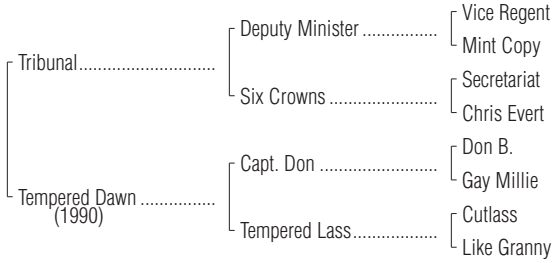 Vice Regent
Deputy Minister ................
Mint Copy
Tribunal.............................
Secretariat
Six Crowns .......................
Chris Evert
Don B.
Capt. Don .........................
Gay Millie
Tempered Dawn ................
(1990)
Cutlass
Tempered Lass..................
Like Granny